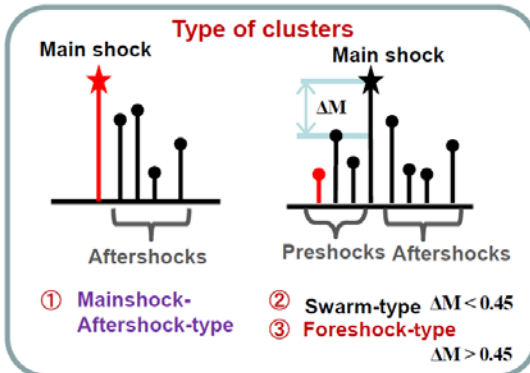 Type of clusters
Main shock
Main shock
ΔM
Aftershocks
Preshocks
Aftershocks
① Mainshock-
Aftershock-type
② Swarm-type ΔM < 0.45
③ Foreshock-type
ΔM > 0.45